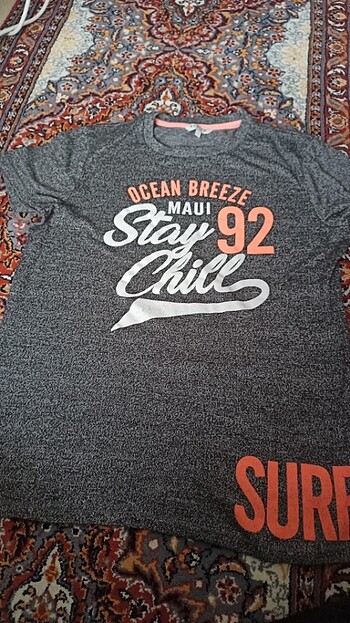 OCEAN BREEZE
MAUI
Stay 92
Chill
SURF